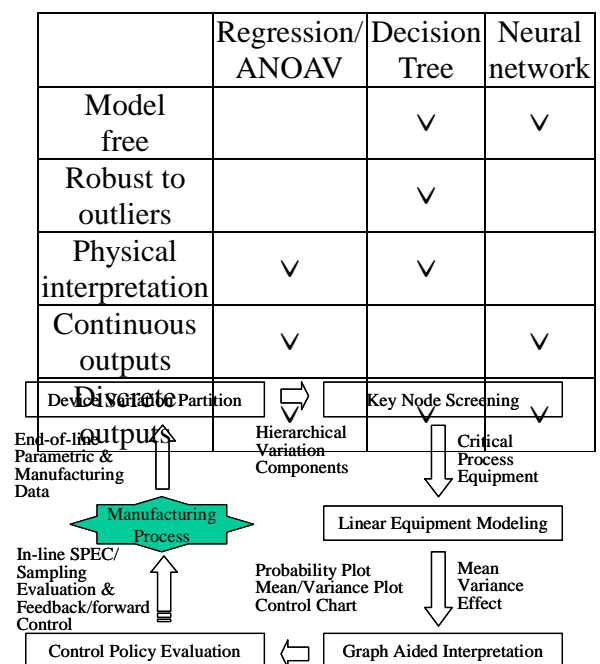 Regression/ Decision Neural
ANOAV Tree network
Model
free V V
Robust to
outliers V
Physical
interpretation V V
Continuous
outputs V V
Discrete
outputs V V V
Device Variation Partition
Key Node Screening
End-of-line
Parametric &
Manufacturing
Data
Hierarchical
Variation
Components
Critical
Process
Equipment
Manufacturing
Process
Linear Equipment Modeling
In-line SPEC/
Sampling
Evaluation &
Feedback/forward
Control
Probability Plot
Mean/Variance Plot
Control Chart
Mean
Variance
Effect
Control Policy Evaluation
Graph Aided Interpretation